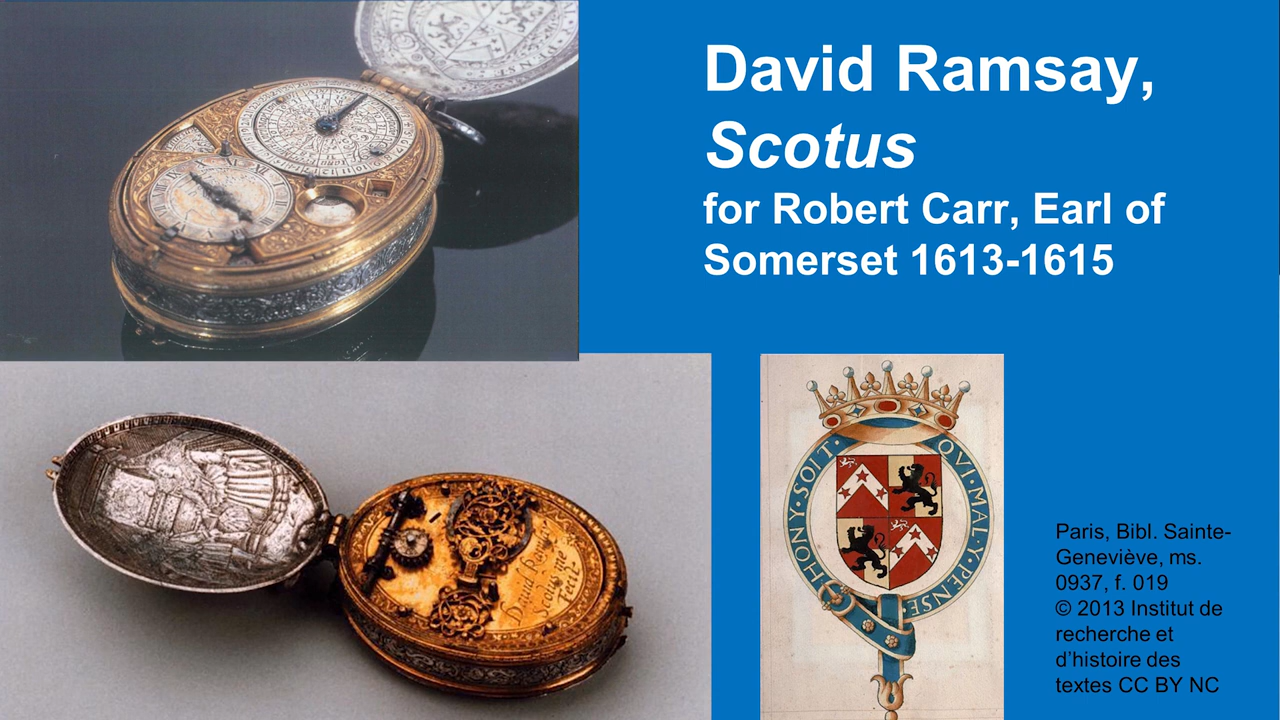 David Ramsay,
Scotus
for Robert Carr, Earl of
Somerset 1613-1615
David Ramsay
Scotus me
fecit
HONY·SOIT·QVI·MAL·Y·PENSE
Paris, Bibl. Sainte-
Geneviève, ms.
0937, f. 019
© 2013 Institut de
recherche et
d’histoire des
textes CC BY NC